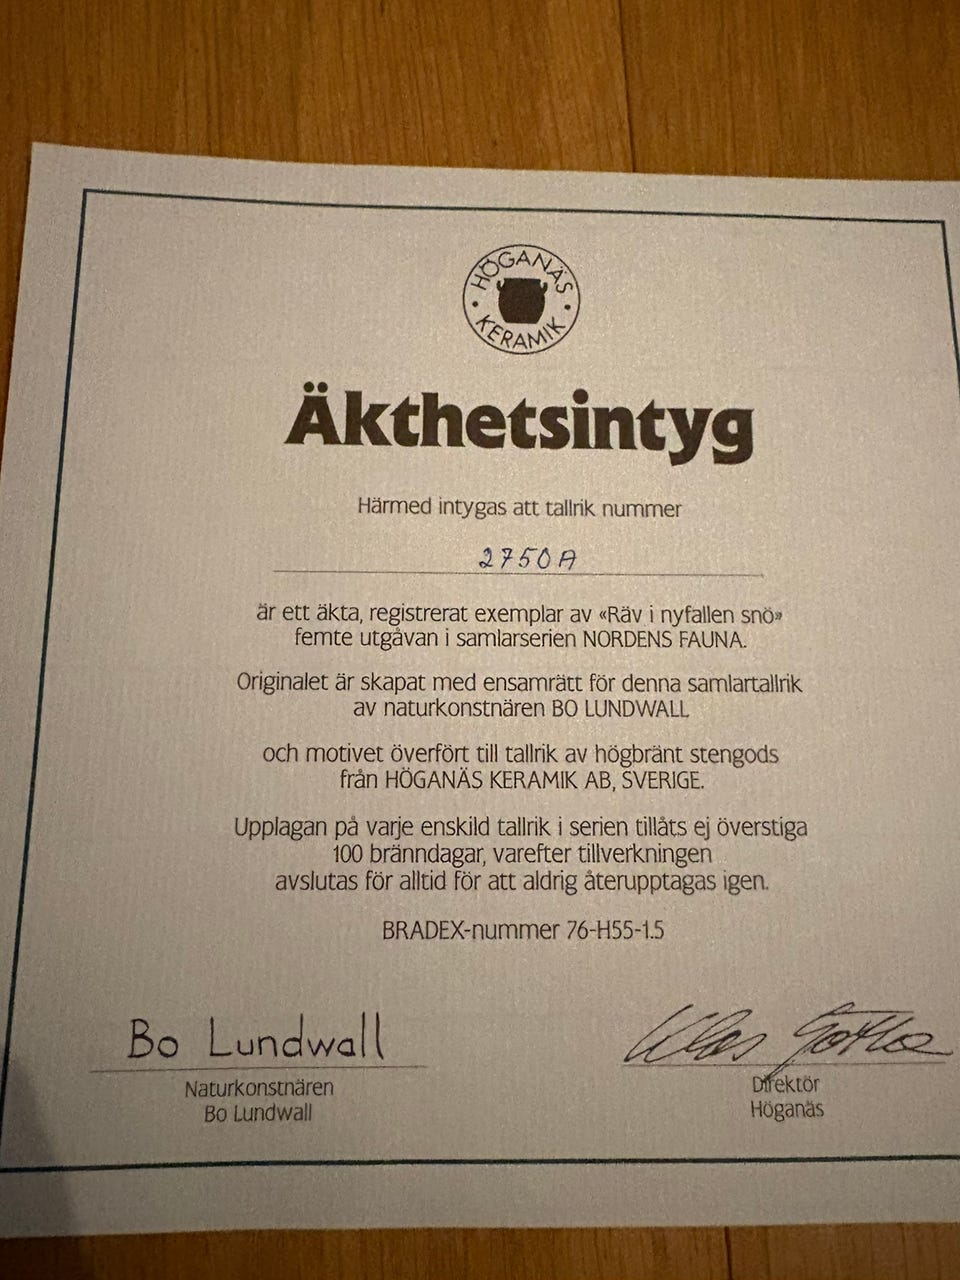 HÖGANÄS
KERAMIK
Äkthetsintyg
Härmed intygas att tallrik nummer
2750A
är ett äkta, registrerat exemplar av «Räv i nyfallen snö»
femte utgåvan i samlarserien NORDENS FAUNA.
Originalet är skapat med ensamrätt för denna samlartallrik
av naturkonstnären BO LUNDWALL
och motivet överfört till tallrik av högbränt stengods
från HÖGANÄS KERAMIK AB, SVERIGE.
Upplagan på varje enskild tallrik i serien tillåts ej överstiga
100 bränndagar, varefter tillverkningen
avslutas för alltid för att aldrig återupptagas igen.
BRADEX-nummer 76-H55-1.5
Bo Lundwall
Naturkonstnären
Bo Lundwall
Direktör
Höganäs